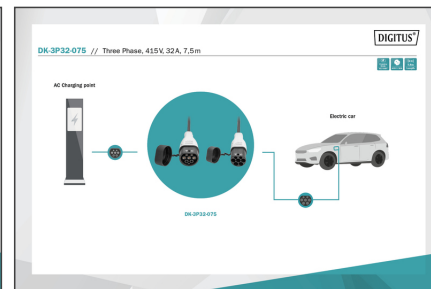 DIGITUS®
DK-3P32-075 // Three Phase, 415V, 32A, 7,5m
AC Charging point
Electric car
DK-3P32-075